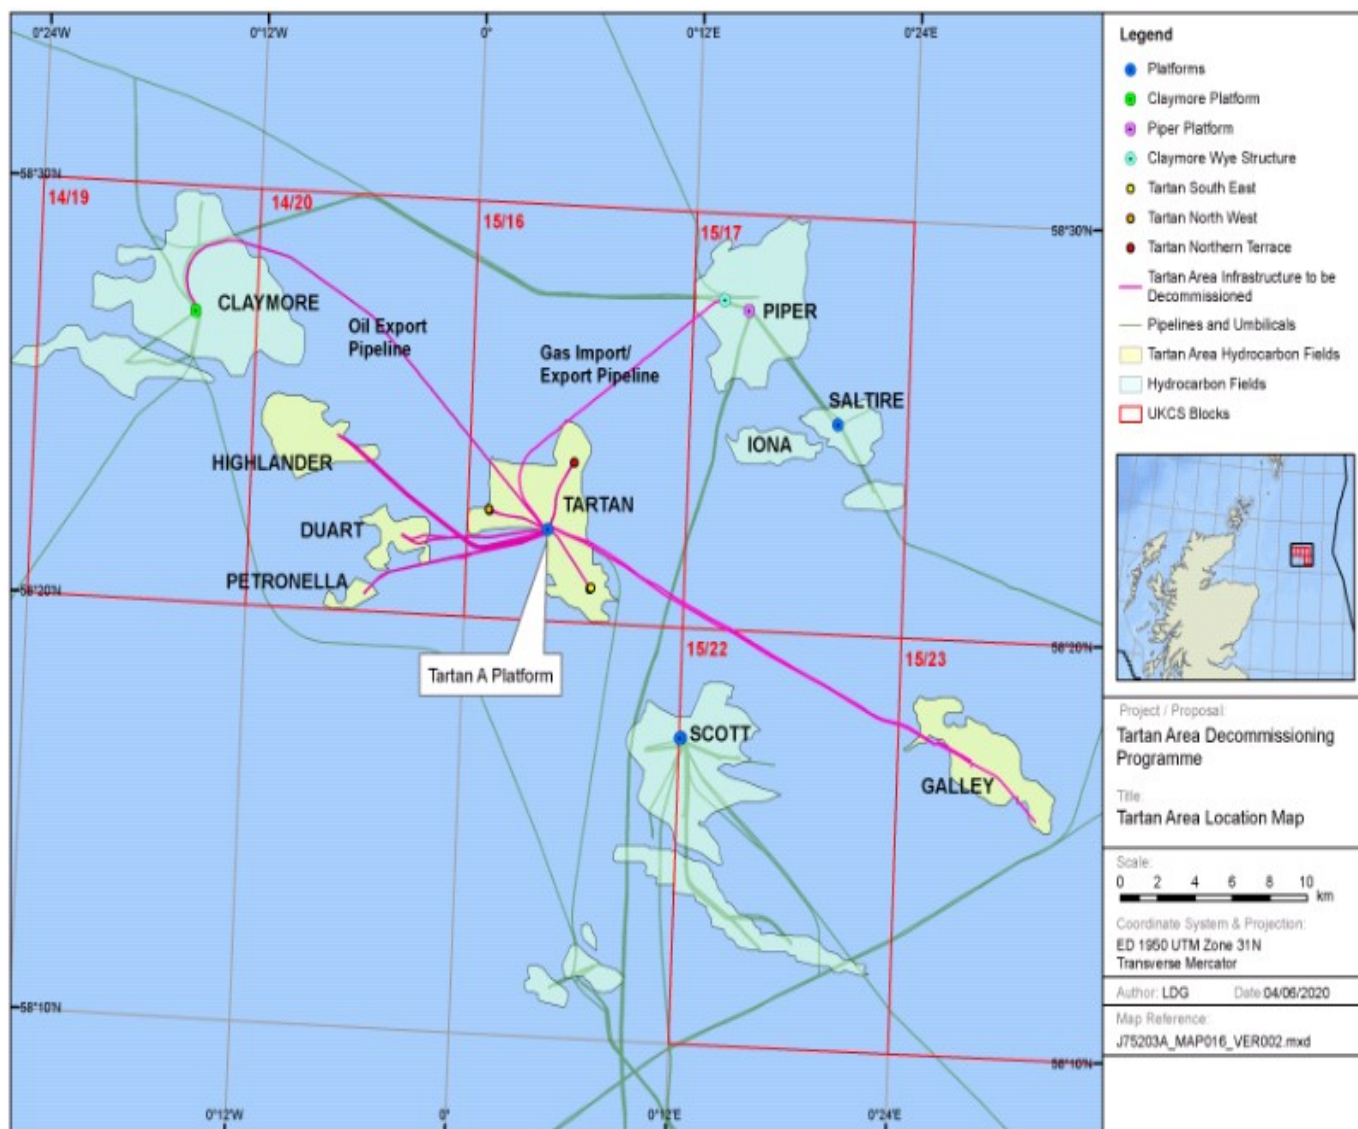 0°24'W 0°12'W 0° 0°12'E 0°24'E
58°30'N
58°30'N
14/19
14/20
15/16
15/17
CLAYMORE
Oil Export
Pipeline
Gas Import/
Export Pipeline
PIPER
SALTIRE
IONA
HIGHLANDER
TARTAN
DUART
PETRONELLA
58°20'N
58°20'N
15/22
15/23
Tartan A Platform
SCOTT
GALLEY
58°10'N
58°10'N
0°12'W 0° 0°12'E 0°24'E
Legend
Platforms
Claymore Platform
Piper Platform
Claymore Wye Structure
Tartan South East
Tartan North West
Tartan Northern Terrace
Tartan Area Infrastructure to be
Decommissioned
Pipelines and Umbilicals
Tartan Area Hydrocarbon Fields
Hydrocarbon Fields
UKCS Blocks
Project / Proposal:
Tartan Area Decommissioning
Programme
Title:
Tartan Area Location Map
Scale:
0 2 4 6 8 10
km
Coordinate System & Projection:
ED 1950 UTM Zone 31N
Transverse Mercator
Author: LDG Date:04/06/2020
Map Reference:
J75203A_MAP016_VER002.mxd